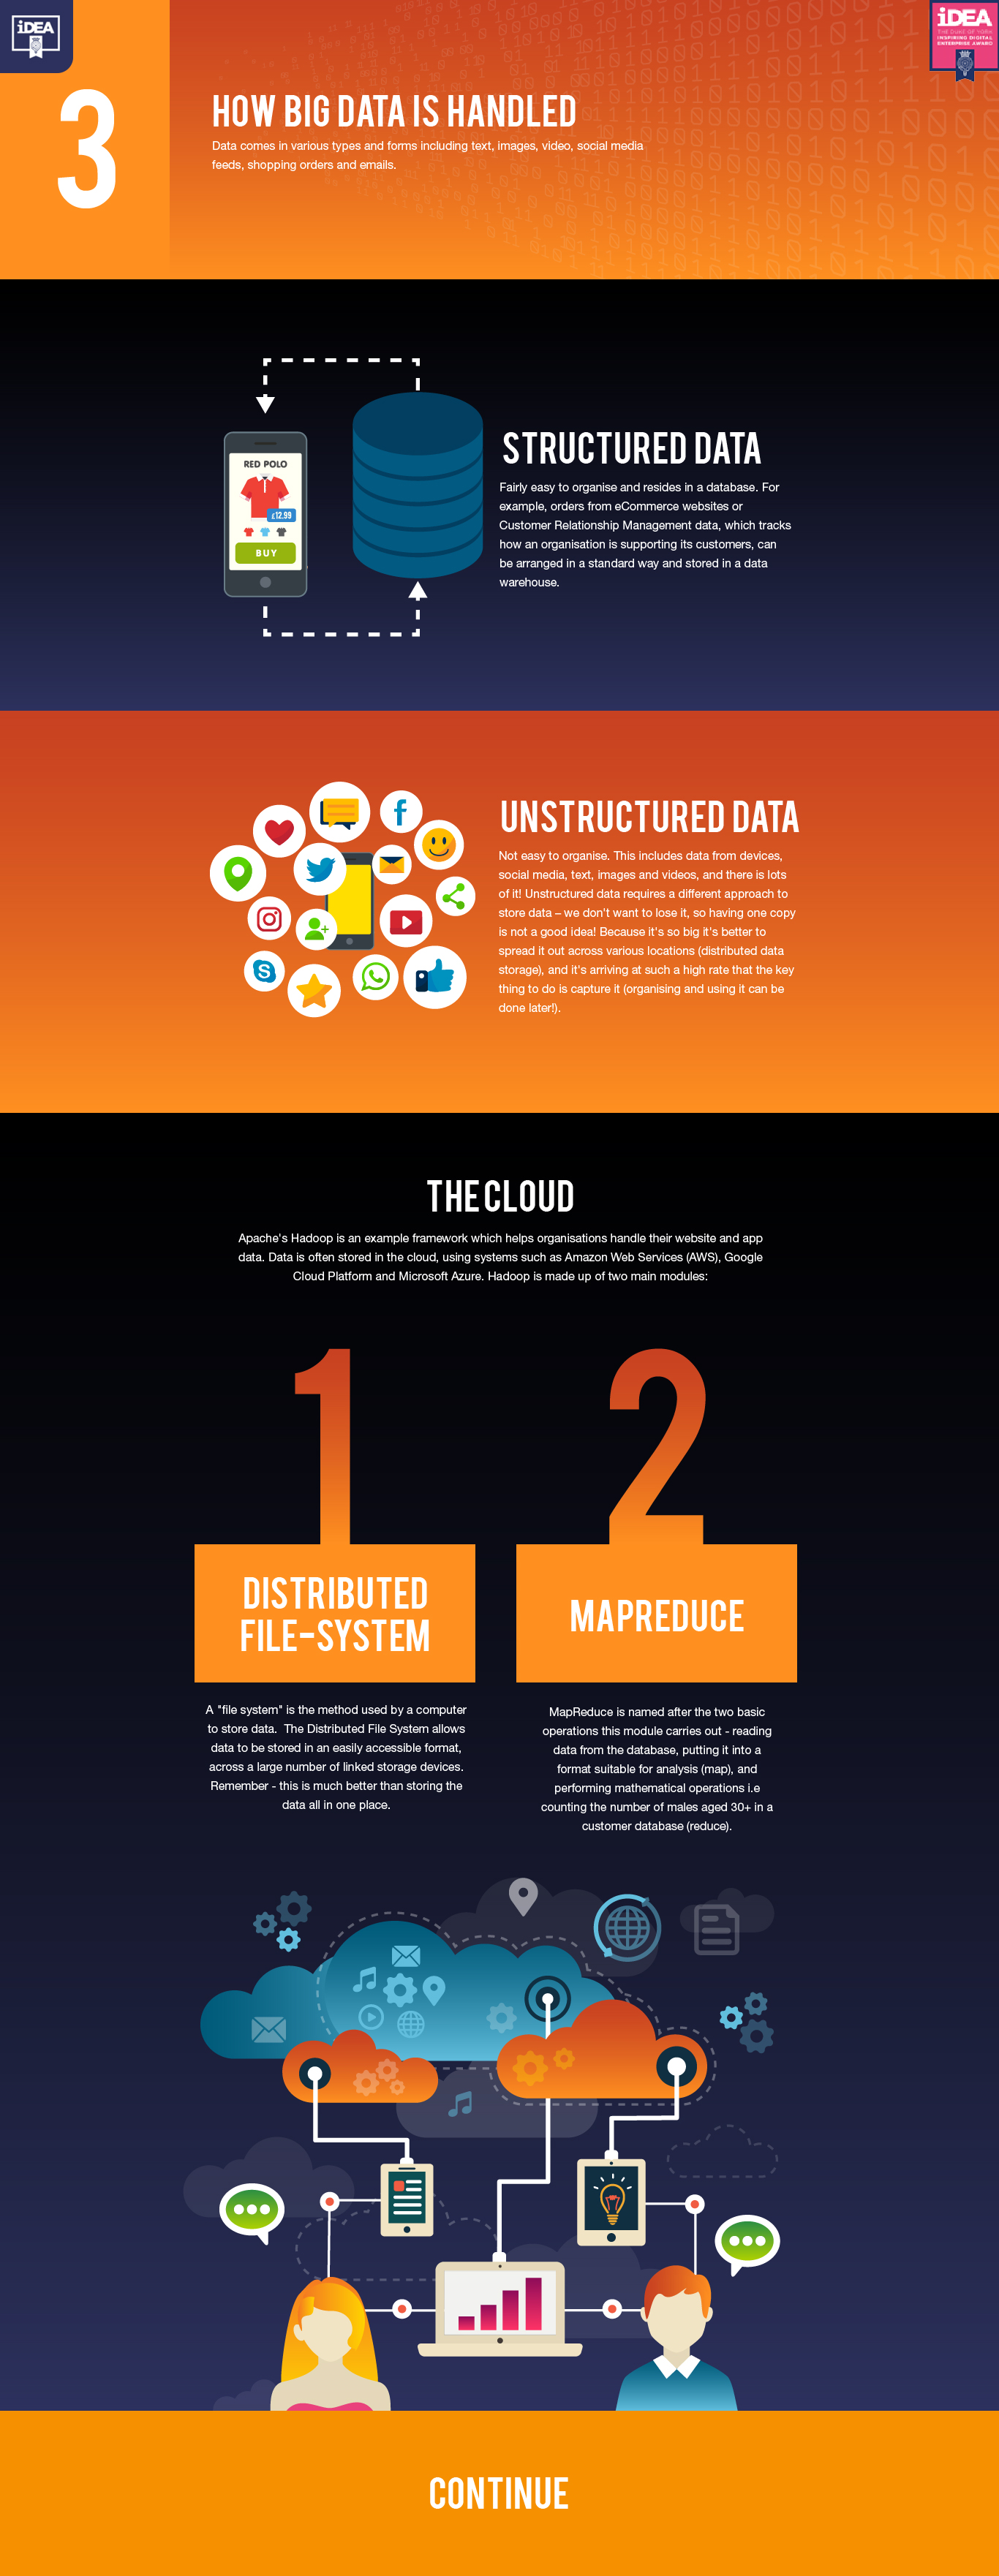 iDEA
iDEA
THE DUKE OF YORK
INSPIRING DIGITAL
ENTERPRISE AWARD
3
HOW BIG DATA IS HANDLED
Data comes in various types and forms including text, images, video, social media
feeds, shopping orders and emails.
RED POLO
£12.99
BUY
STRUCTURED DATA
Fairly easy to organise and resides in a database. For
example, orders from eCommerce websites or
Customer Relationship Management data, which tracks
how an organisation is supporting its customers, can
be arranged in a standard way and stored in a data
warehouse.
UNSTRUCTURED DATA
Not easy to organise. This includes data from devices,
social media, text, images and videos, and there is lots
of it! Unstructured data requires a different approach to
store data – we don't want to lose it, so having one copy
is not a good idea! Because it's so big it's better to
spread it out across various locations (distributed data
storage), and it's arriving at such a high rate that the key
thing to do is capture it (organising and using it can be
done later!).
THE CLOUD
Apache's Hadoop is an example framework which helps organisations handle their website and app
data. Data is often stored in the cloud, using systems such as Amazon Web Services (AWS), Google
Cloud Platform and Microsoft Azure. Hadoop is made up of two main modules:
1
DISTRIBUTED
FILE-SYSTEM
A "file system" is the method used by a computer
to store data.  The Distributed File System allows
data to be stored in an easily accessible format,
across a large number of linked storage devices.
Remember - this is much better than storing the
data all in one place.
2
MAPREDUCE
MapReduce is named after the two basic
operations this module carries out - reading
data from the database, putting it into a
format suitable for analysis (map), and
performing mathematical operations i.e
counting the number of males aged 30+ in a
customer database (reduce).
CONTINUE